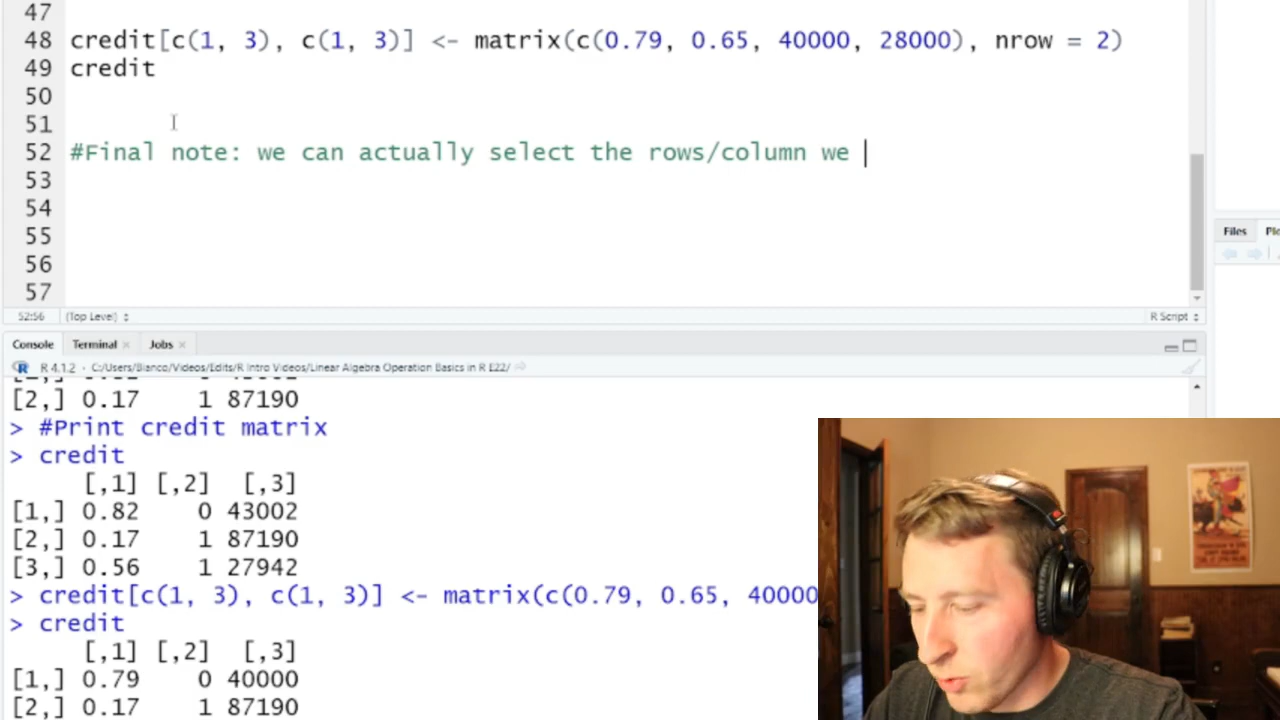 47
48 credit[c(1, 3), c(1, 3)] <- matrix(c(0.79, 0.65, 40000, 28000), nrow = 2)
49 credit
50
51
52 #Final note: we can actually select the rows/column we
53
54
55
56
57
52:56 (Top Level) R Script
Files
Console Terminal Jobs
R 4.1.2 · C:/Users/Bianco/Videos/Edits/R Intro Videos/Linear Algebra Operation Basics in R E22/
[2,] 0.17 1 87190
> #Print credit matrix
> credit
[,1] [,2] [,3]
[1,] 0.82 0 43002
[2,] 0.17 1 87190
[3,] 0.56 1 27942
> credit[c(1, 3), c(1, 3)] <- matrix(c(0.79, 0.65, 40000
> credit
[,1] [,2] [,3]
[1,] 0.79 0 40000
[2,] 0.17 1 87190